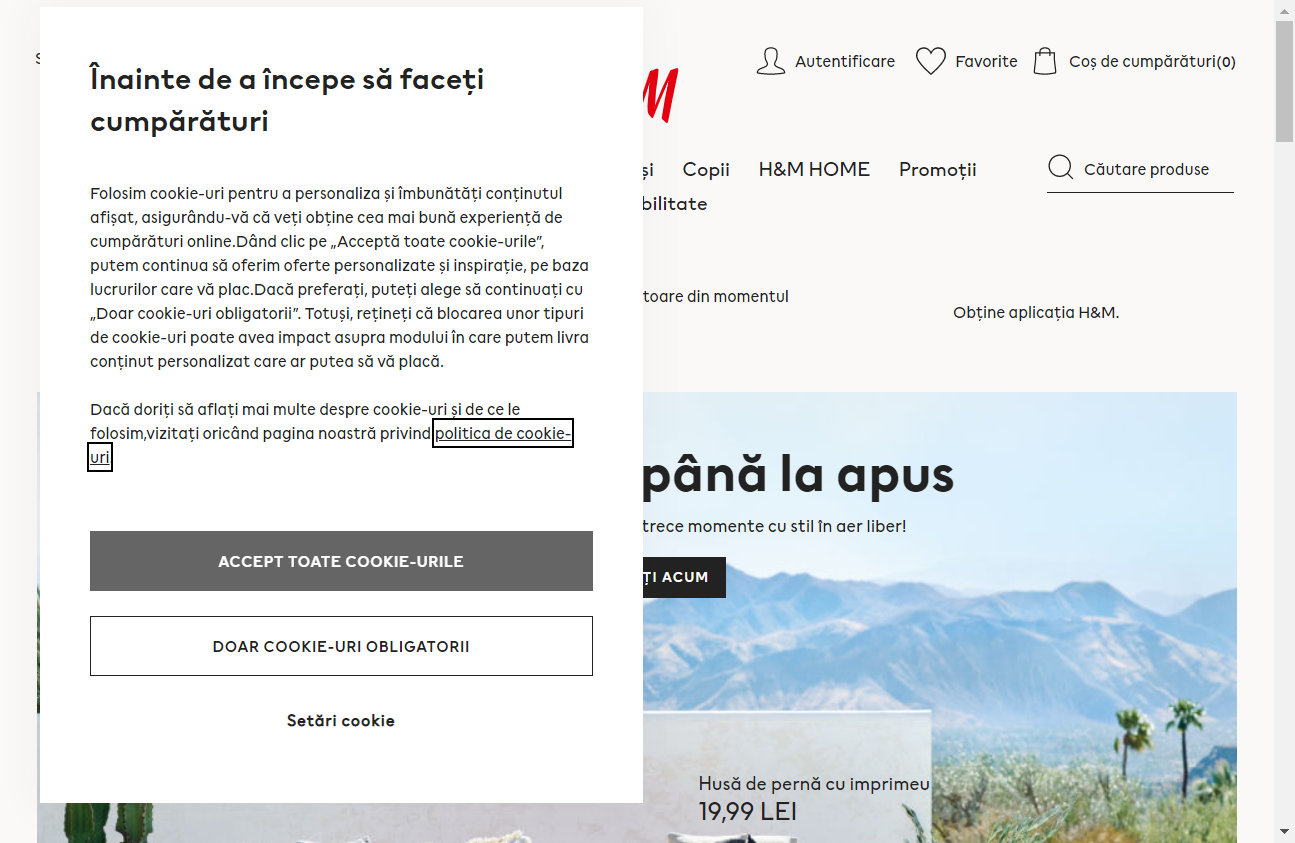 Înainte de a începe să faceți
cumpărături
Folosim cookie-uri pentru a personaliza și îmbunătăți conținutul
afișat, asigurându-vă că veți obține cea mai bună experiență de
cumpărături online.Dând clic pe „Acceptă toate cookie-urile”,
putem continua să oferim oferte personalizate și inspirație, pe baza
lucrurilor care vă plac.Dacă preferați, puteți alege să continuați cu
„Doar cookie-uri obligatorii”. Totuși, rețineți că blocarea unor tipuri
de cookie-uri poate avea impact asupra modului în care putem livra
conținut personalizat care ar putea să vă placă.
Dacă doriți să aflați mai multe despre cookie-uri și de ce le
folosim,vizitați oricând pagina noastră privind politica de cookie-
uri.
ACCEPT TOATE COOKIE-URILE
DOAR COOKIE-URI OBLIGATORII
Setări cookie
Autentificare
Favorite
Coș de cumpărături(0)
M
și
Copii
H&M HOME
Promoții
Căutare produse
bilitate
toare din momentul
Obține aplicația H&M.
până la apus
trece momente cu stil în aer liber!
ȚI ACUM
Husă de pernă cu imprimeu
19,99 LEI